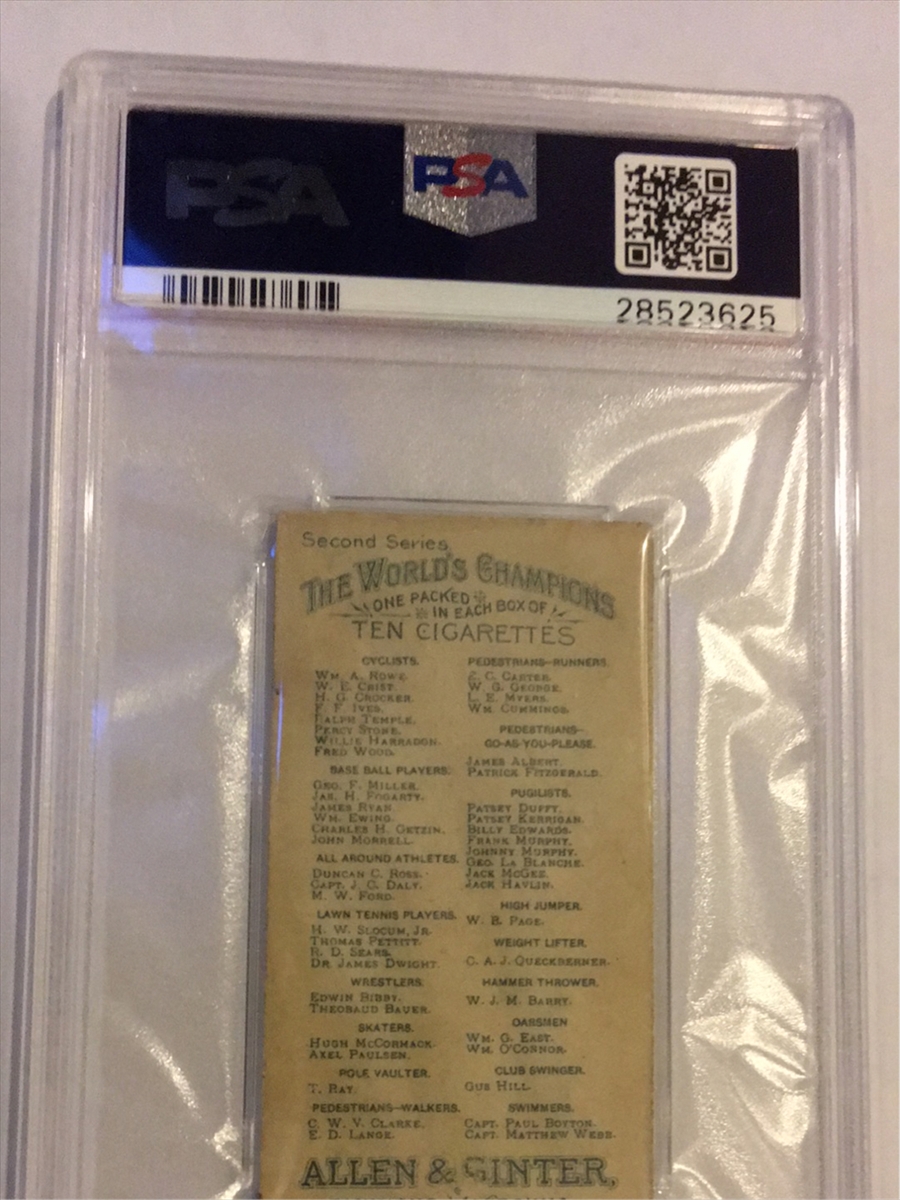 PSA
PSA
28523625
Second Series
THE WORLD'S CHAMPIONS
ONE PACKED
IN EACH BOX OF
TEN CIGARETTES
CYCLISTS.
WM. A. ROWE.
W. E. CRIST.
H. G. CROCKER.
F. F. IVES.
RALPH TEMPLE.
PERCY STONE.
WILLIE HARRADON.
FRED WOOD.
BASE BALL PLAYERS.
GEO. F. MILLER.
JAS. H. FOGARTY.
JAMES RYAN.
WM. EWING.
CHARLES H. GETZIN.
JOHN MORRELL.
ALL AROUND ATHLETES.
DUNCAN C. ROSS.
CAPT. J. C. DALY.
M. W. FORD.
LAWN TENNIS PLAYERS.
H. W. SLOCUM, JR.
THOMAS PETTITT.
R. D. SEARS.
DR. JAMES DWIGHT.
WRESTLERS.
EDWIN BIBBY.
THEOBAUD BAUER.
SKATERS.
HUGH MCCORMACK.
AXEL PAULSEN.
POLE VAULTER.
T. RAY.
PEDESTRIANS–WALKERS.
C. W. V. CLARKE.
E. D. LANGE.
PEDESTRIANS–RUNNERS.
E. C. CARTER.
W. G. GEORGE.
L. E. MYERS.
WM. CUMMINGS.
PEDESTRIANS–
GO-AS-YOU-PLEASE.
JAMES ALBERT.
PATRICK FITZGERALD.
PUGILISTS.
PATSEY DUFFY.
PATSEY KERRIGAN.
BILLY EDWARDS.
FRANK MURPHY.
JOHNNY MURPHY.
GEO. LA BLANCHE.
JACK MCGEE.
JACK HAVLIN.
HIGH JUMPER.
W. B. PAGE.
WEIGHT LIFTER.
C. A. J. QUECKBERNER.
HAMMER THROWER.
W. J. M. BARRY.
OARSMEN
WM. G. EAST.
WM. O'CONNOR.
CLUB SWINGER.
GUS HILL.
SWIMMERS.
CAPT. PAUL BOYTON.
CAPT. MATTHEW WEBB.
ALLEN & GINTER,